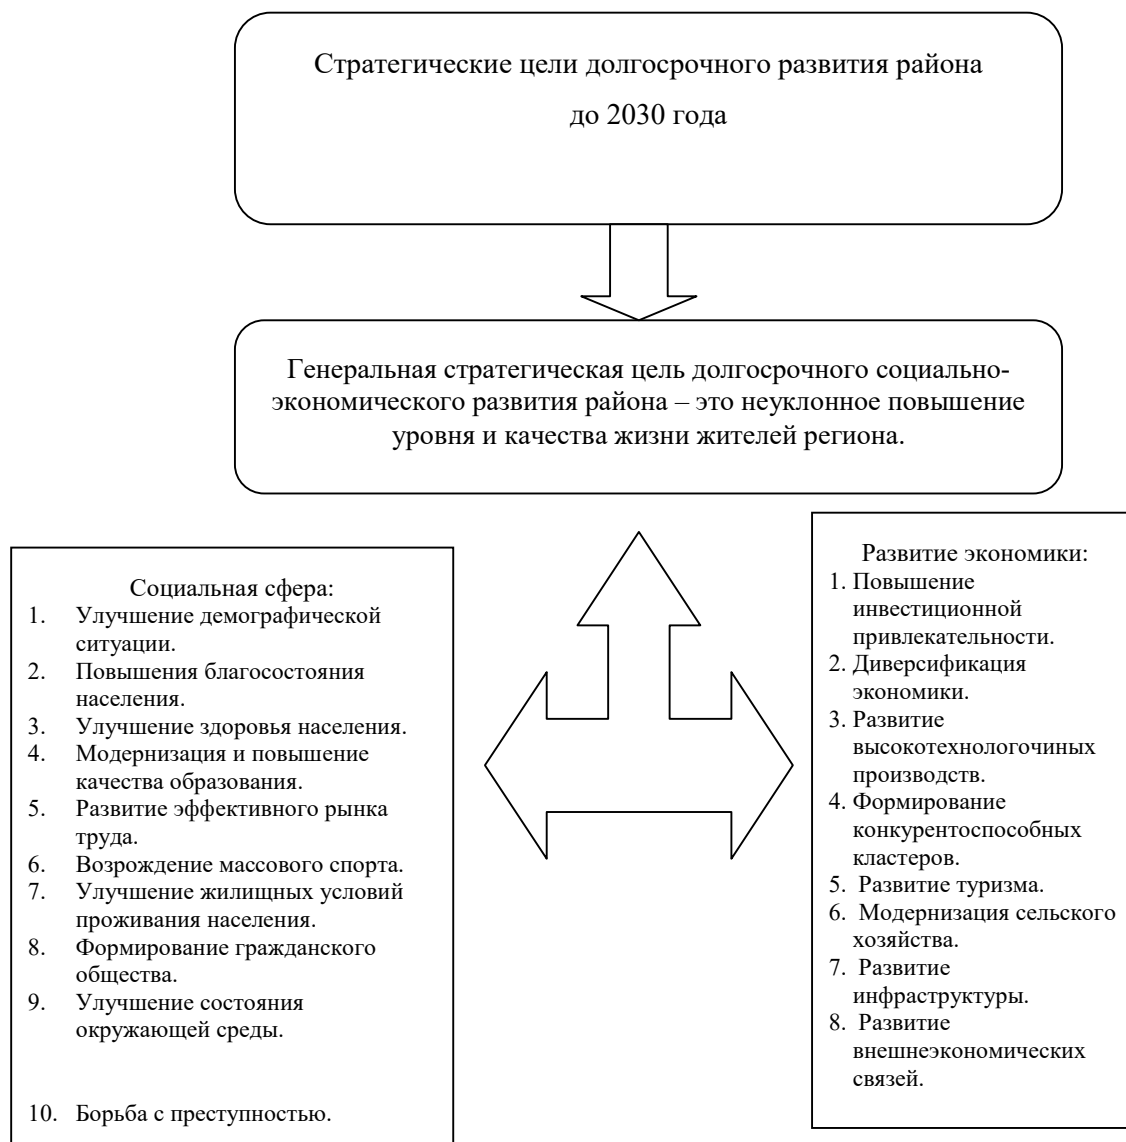 Стратегические цели долгосрочного развития района
до 2030 года
Генеральная стратегическая цель долгосрочного социально-
экономического развития района – это неуклонное повышение
уровня и качества жизни жителей региона.
Социальная сфера:
1. Улучшение демографической
ситуации.
2. Повышения благосостояния
населения.
3. Улучшение здоровья населения.
4. Модернизация и повышение
качества образования.
5. Развитие эффективного рынка
труда.
6. Возрождение массового спорта.
7. Улучшение жилищных условий
проживания населения.
8. Формирование гражданского
общества.
9. Улучшение состояния
окружающей среды.
10. Борьба с преступностью.
Развитие экономики:
1. Повышение
инвестиционной
привлекательности.
2. Диверсификация
экономики.
3. Развитие
высокотехнологочиных
производств.
4. Формирование
конкурентоспособных
кластеров.
5. Развитие туризма.
6. Модернизация сельского
хозяйства.
7. Развитие
инфраструктуры.
8. Развитие
внешнеэкономических
связей.